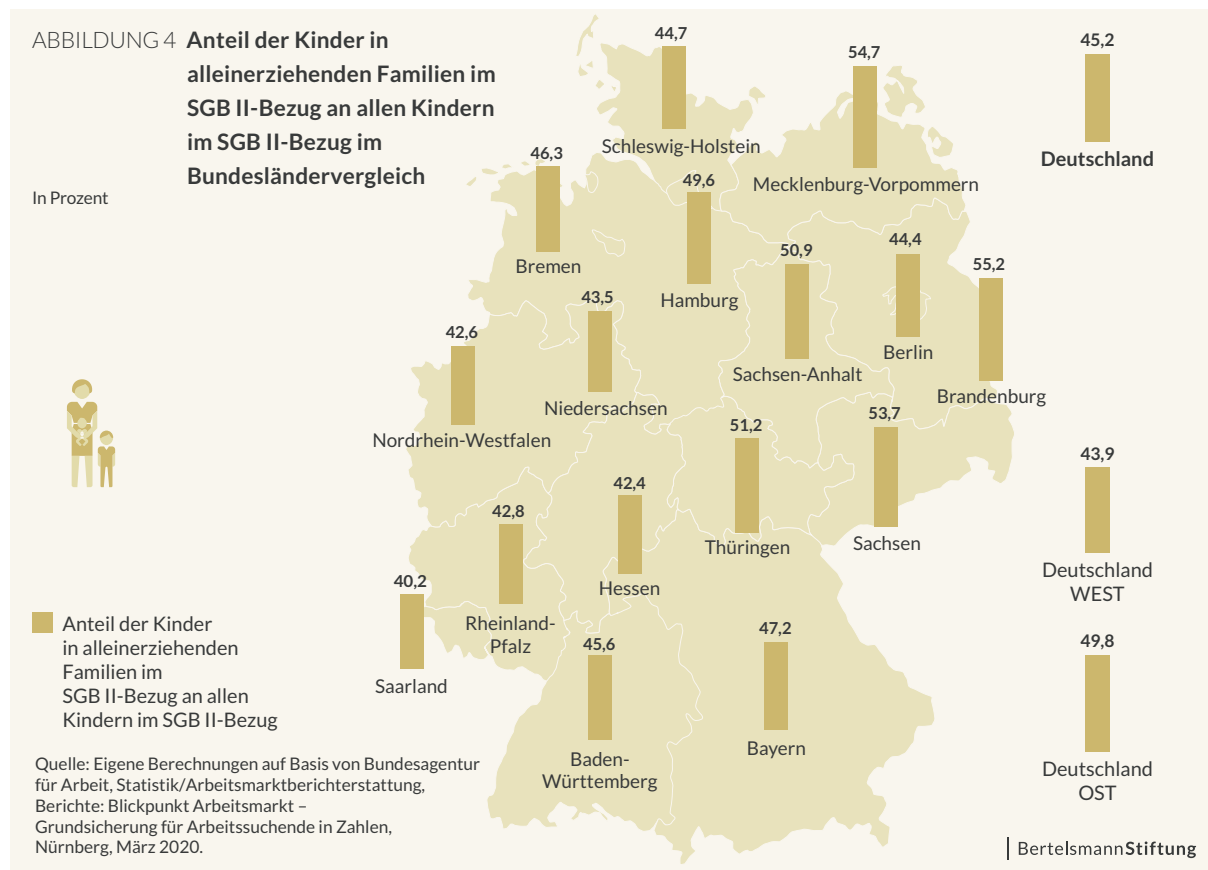 ABBILDUNG 4 Anteil der Kinder in
alleinerziehenden Familien im
SGB II-Bezug an allen Kindern
im SGB II-Bezug im
Bundesländervergleich
In Prozent
44,7
Schleswig-Holstein
54,7
Mecklenburg-Vorpommern
45,2
Deutschland
46,3
Bremen
49,6
Hamburg
50,9
Sachsen-Anhalt
44,4
Berlin
55,2
Brandenburg
43,5
Niedersachsen
42,6
Nordrhein-Westfalen
51,2
Thüringen
53,7
Sachsen
43,9
Deutschland
WEST
42,4
Hessen
42,8
Rheinland-
Pfalz
40,2
Saarland
45,6
Baden-
Württemberg
47,2
Bayern
49,8
Deutschland
OST
Anteil der Kinder
in alleinerziehenden
Familien im
SGB II-Bezug an allen
Kindern im SGB II-Bezug
Quelle: Eigene Berechnungen auf Basis von Bundesagentur
für Arbeit, Statistik/Arbeitsmarktberichterstattung,
Berichte: Blickpunkt Arbeitsmarkt –
Grundsicherung für Arbeitssuchende in Zahlen,
Nürnberg, März 2020.
BertelsmannStiftung